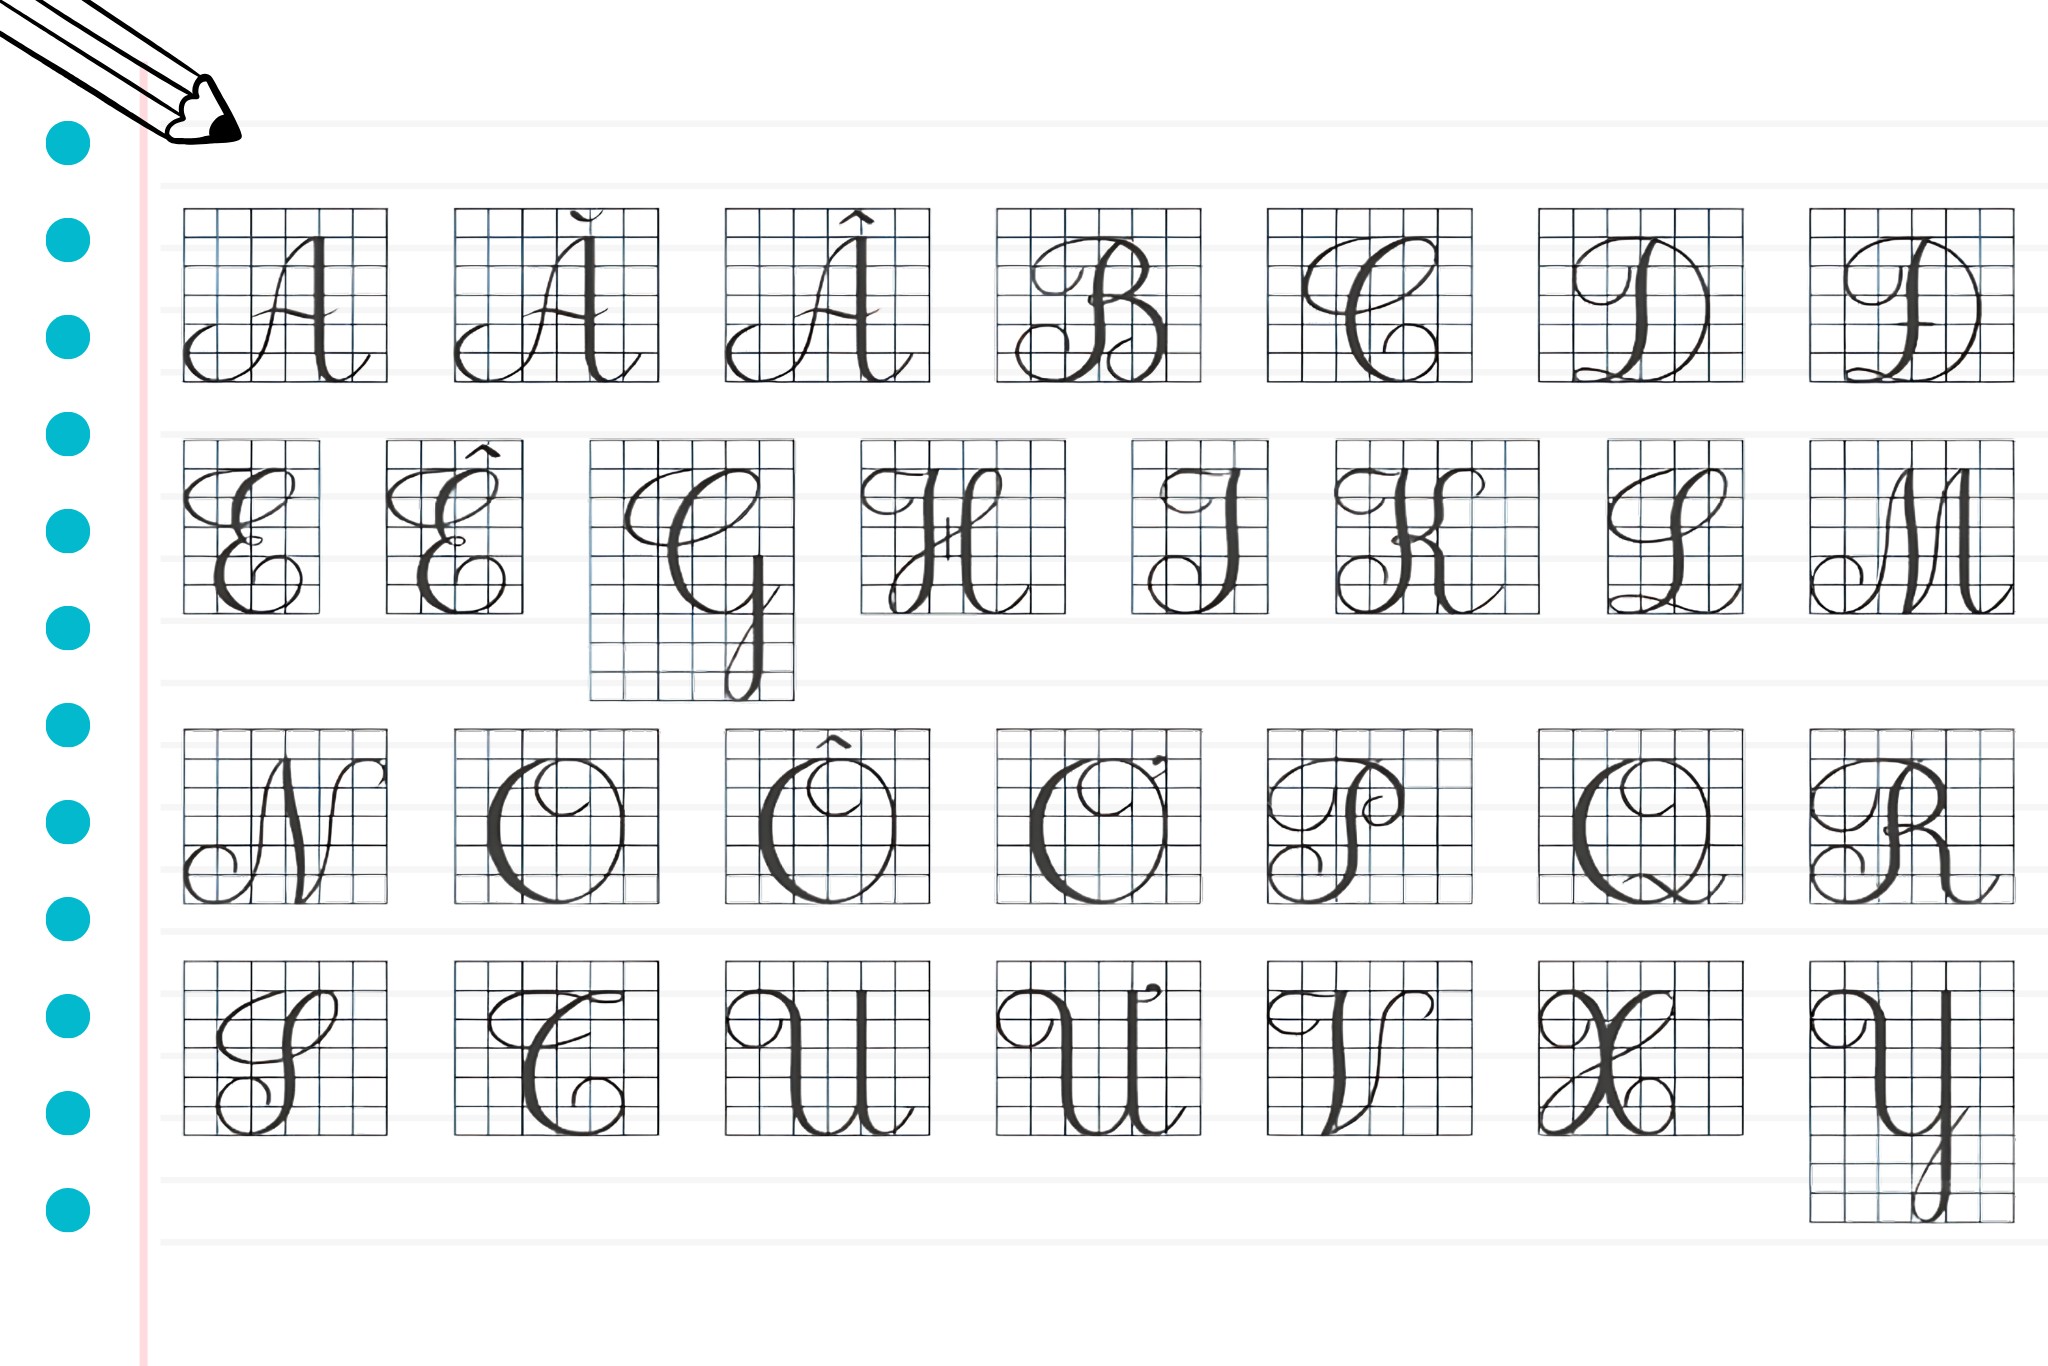 A Ă Â B C D Đ
E Ê G H I K L M
N O Ô Ơ P Q R
S T U Ư V X Y